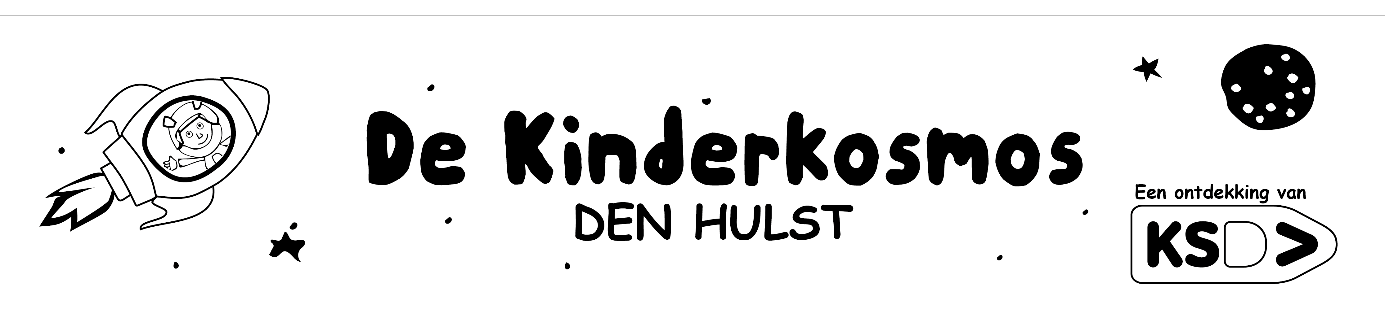 De Kinderkosmos
DEN HULST
Een ontdekking van
KSD>